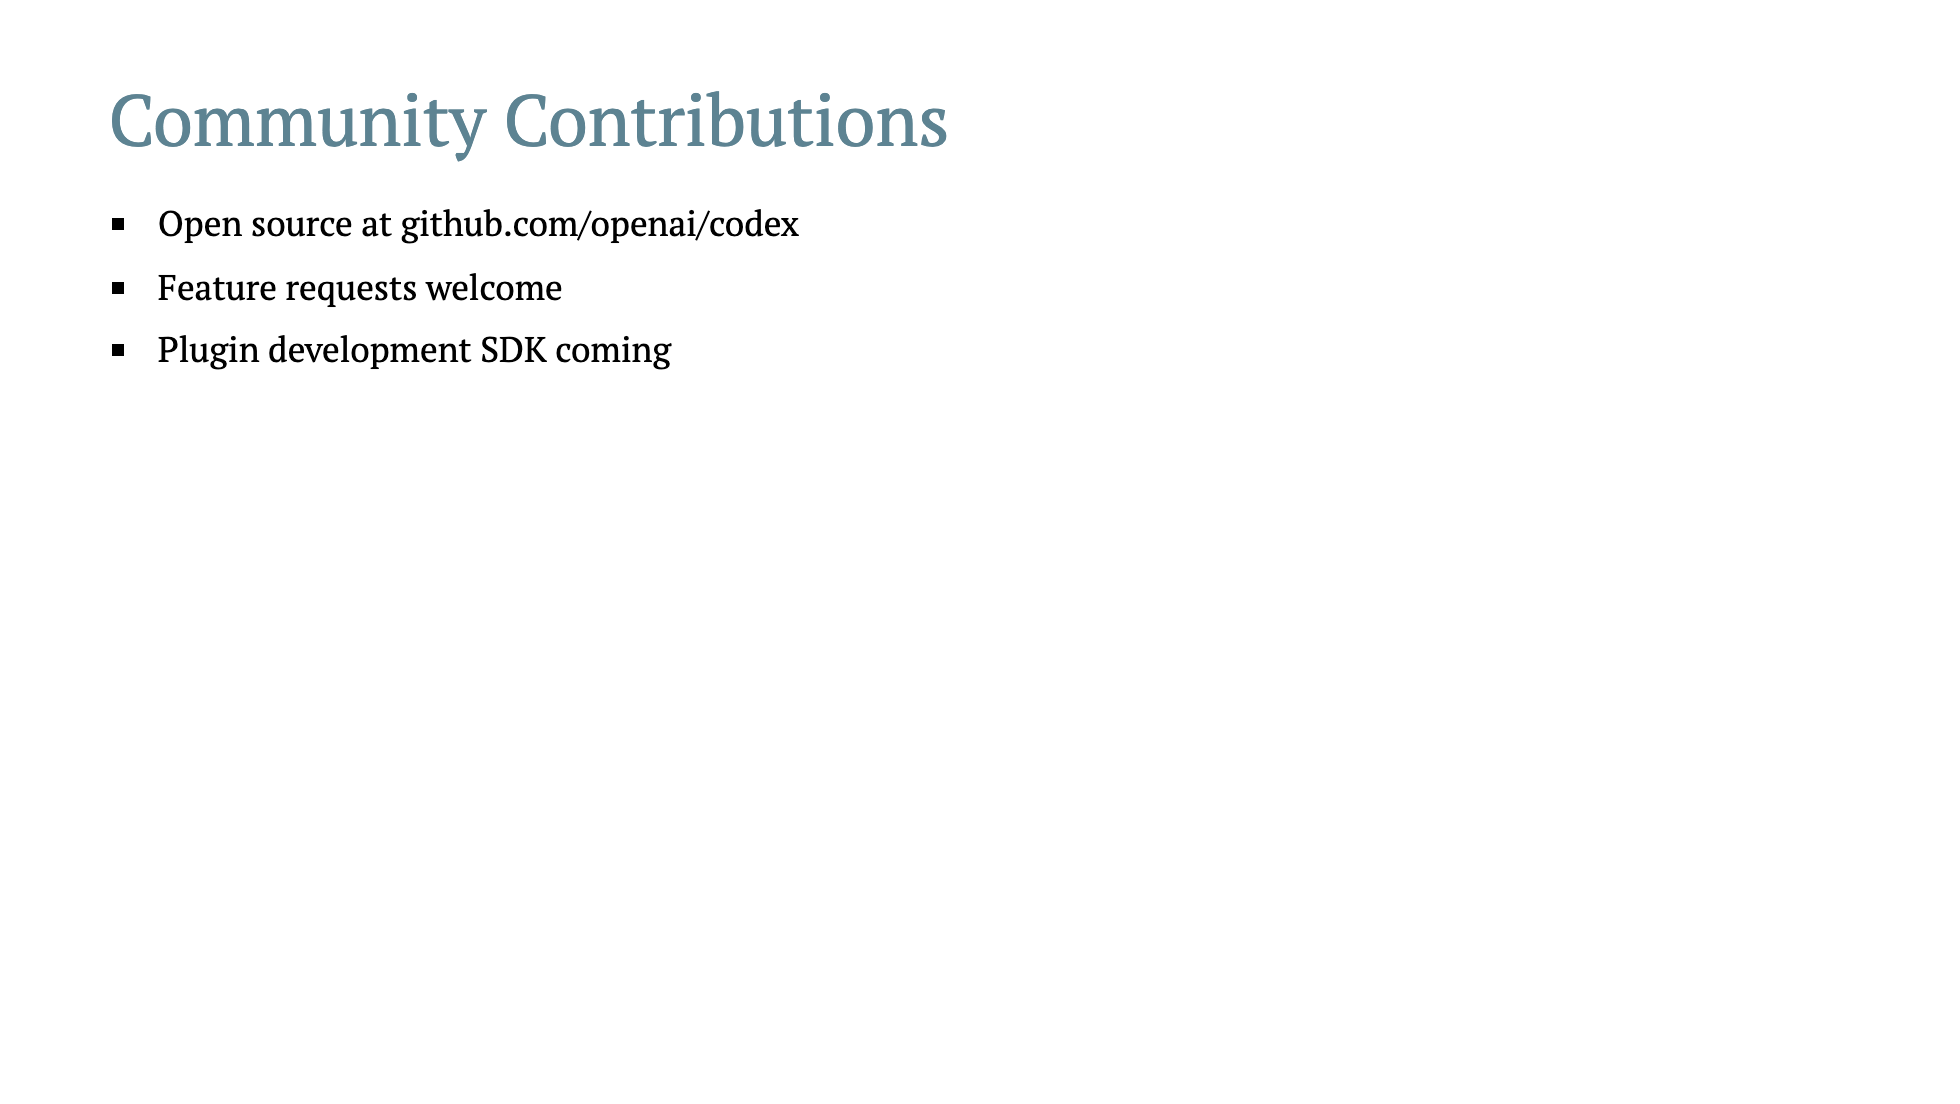 Community Contributions
▪ Open source at github.com/openai/codex
▪ Feature requests welcome
▪ Plugin development SDK coming